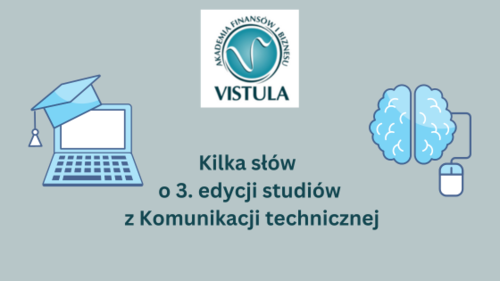 AKADEMIA FINANSÓW I BIZNESU
VISTULA
Kilka słów
o 3. edycji studiów
z Komunikacji technicznej